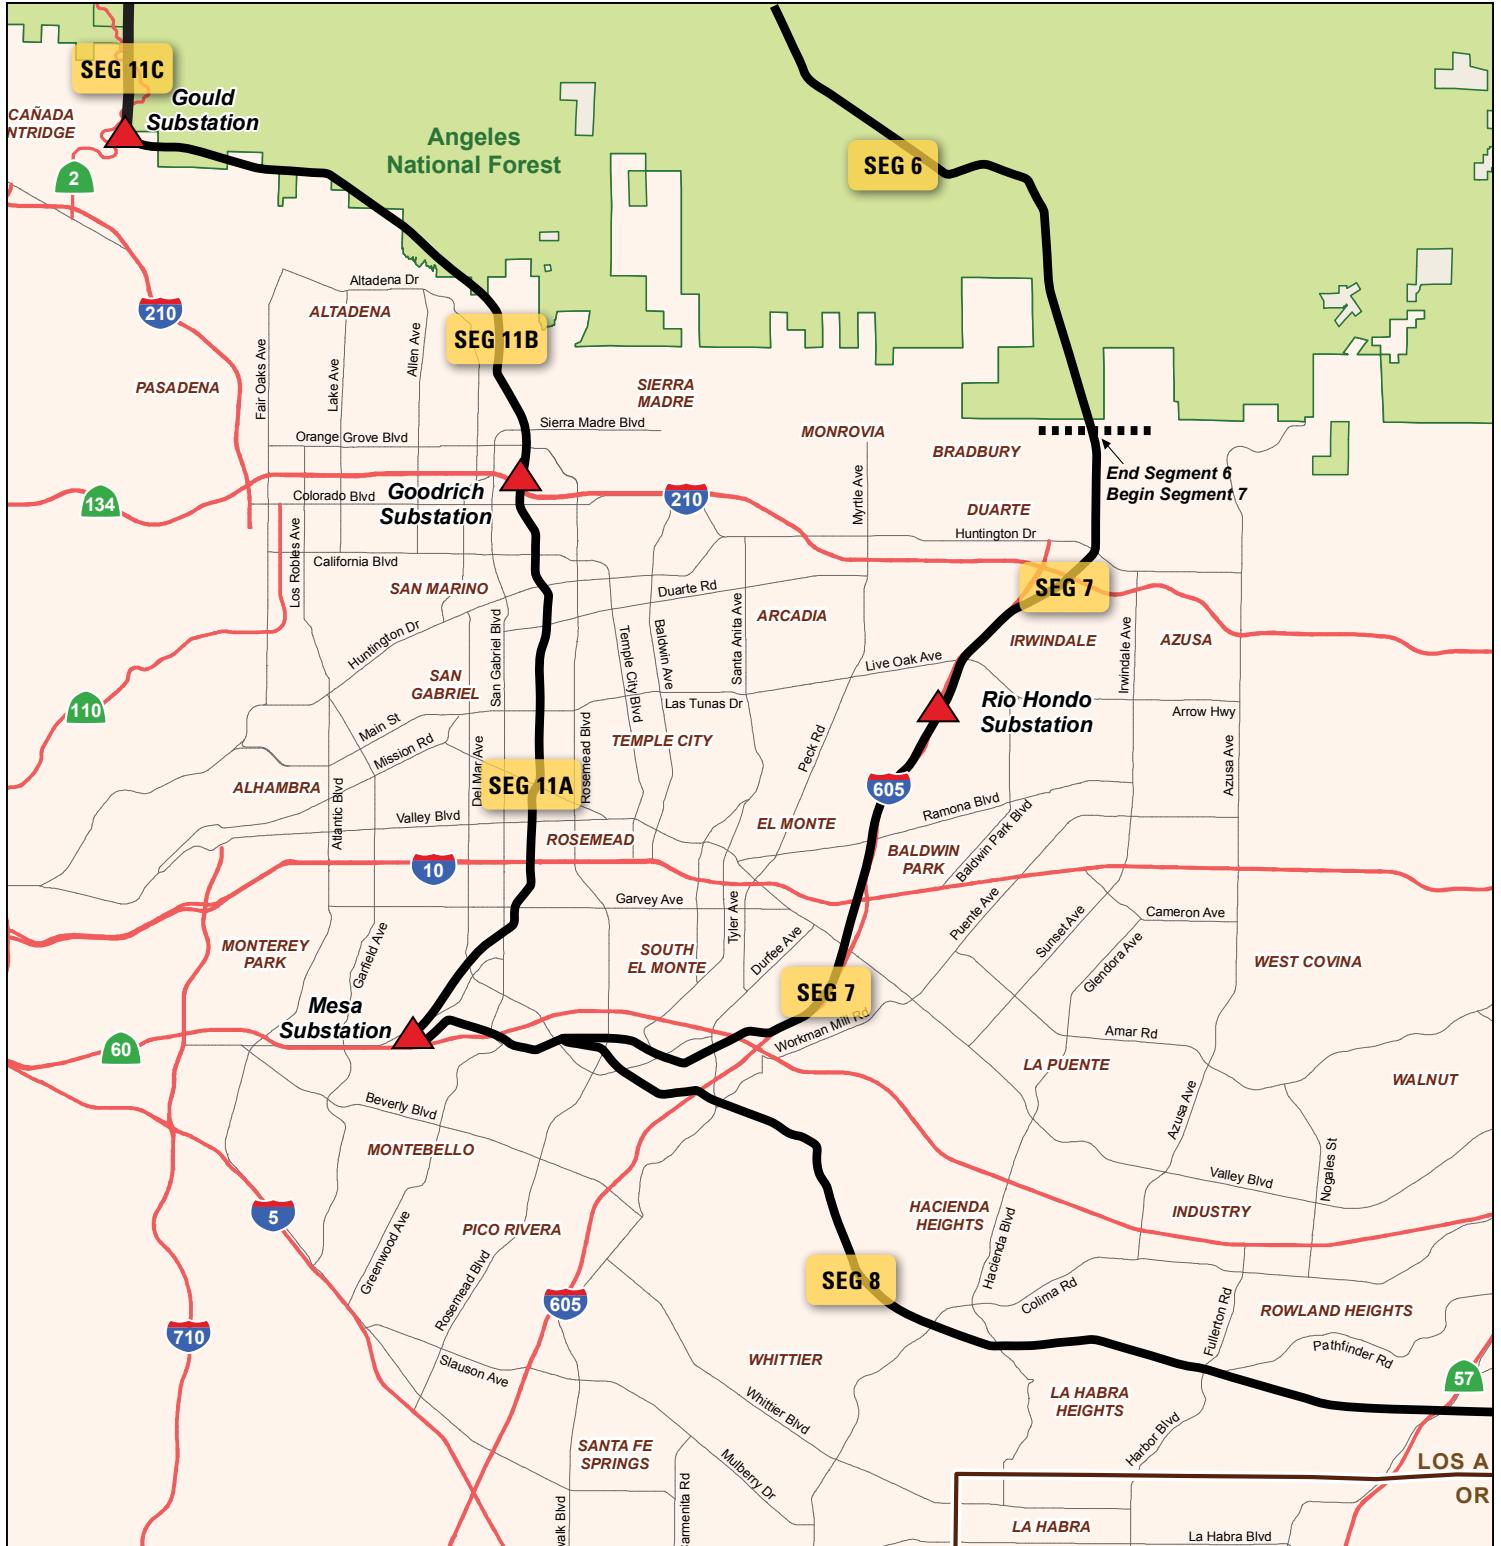 SEG 11C
Gould
Substation
CAÑADA
NTRIDGE
2
Angeles
National Forest
SEG 6
210
Altadena Dr
ALTADENA
SEG 11B
Fair Oaks Ave
Lake Ave
Allen Ave
PASADENA
SIERRA
MADRE
Sierra Madre Blvd
Orange Grove Blvd
MONROVIA
BRADBURY
End Segment 6
Begin Segment 7
134
Colorado Blvd
Goodrich
Substation
210
Myrtle Ave
DUARTE
Huntington Dr
Los Robles Ave
California Blvd
SAN MARINO
Duarte Rd
SEG 7
ARCADIA
IRWINDALE
AZUSA
Irwindale Ave
Huntington Dr
San Gabriel Blvd
Temple City Blvd
Baldwin Ave
Santa Anita Ave
Live Oak Ave
SAN
GABRIEL
110
Las Tunas Dr
Rio Hondo
Substation
Arrow Hwy
Main St
Mission Rd
Del Mar Ave
Rosemead Blvd
TEMPLE CITY
Peck Rd
Azusa Ave
ALHAMBRA
Atlantic Blvd
SEG 11A
605
Valley Blvd
ROSEMEAD
EL MONTE
Ramona Blvd
Baldwin Park Blvd
BALDWIN
PARK
10
Garvey Ave
Tyler Ave
Puente Ave
Sunset Ave
Cameron Ave
Glendora Ave
MONTEREY
PARK
Garfield Ave
SOUTH
EL MONTE
Durfee Ave
WEST COVINA
SEG 7
Mesa
Substation
Workman Mill Rd
Amar Rd
60
LA PUENTE
WALNUT
Beverly Blvd
Azusa Ave
MONTEBELLO
Valley Blvd
Nogales St
5
Greenwood Ave
PICO RIVERA
HACIENDA
HEIGHTS
Hacienda Blvd
INDUSTRY
Rosemead Blvd
SEG 8
605
Colima Rd
Fullerton Rd
ROWLAND HEIGHTS
710
Pathfinder Rd
Slauson Ave
WHITTIER
57
Whittier Blvd
LA HABRA
HEIGHTS
Harbor Blvd
SANTA FE
SPRINGS
Mulberry Dr
LOS A
OR
walk Blvd
armenita Rd
LA HABRA
La Habra Blvd